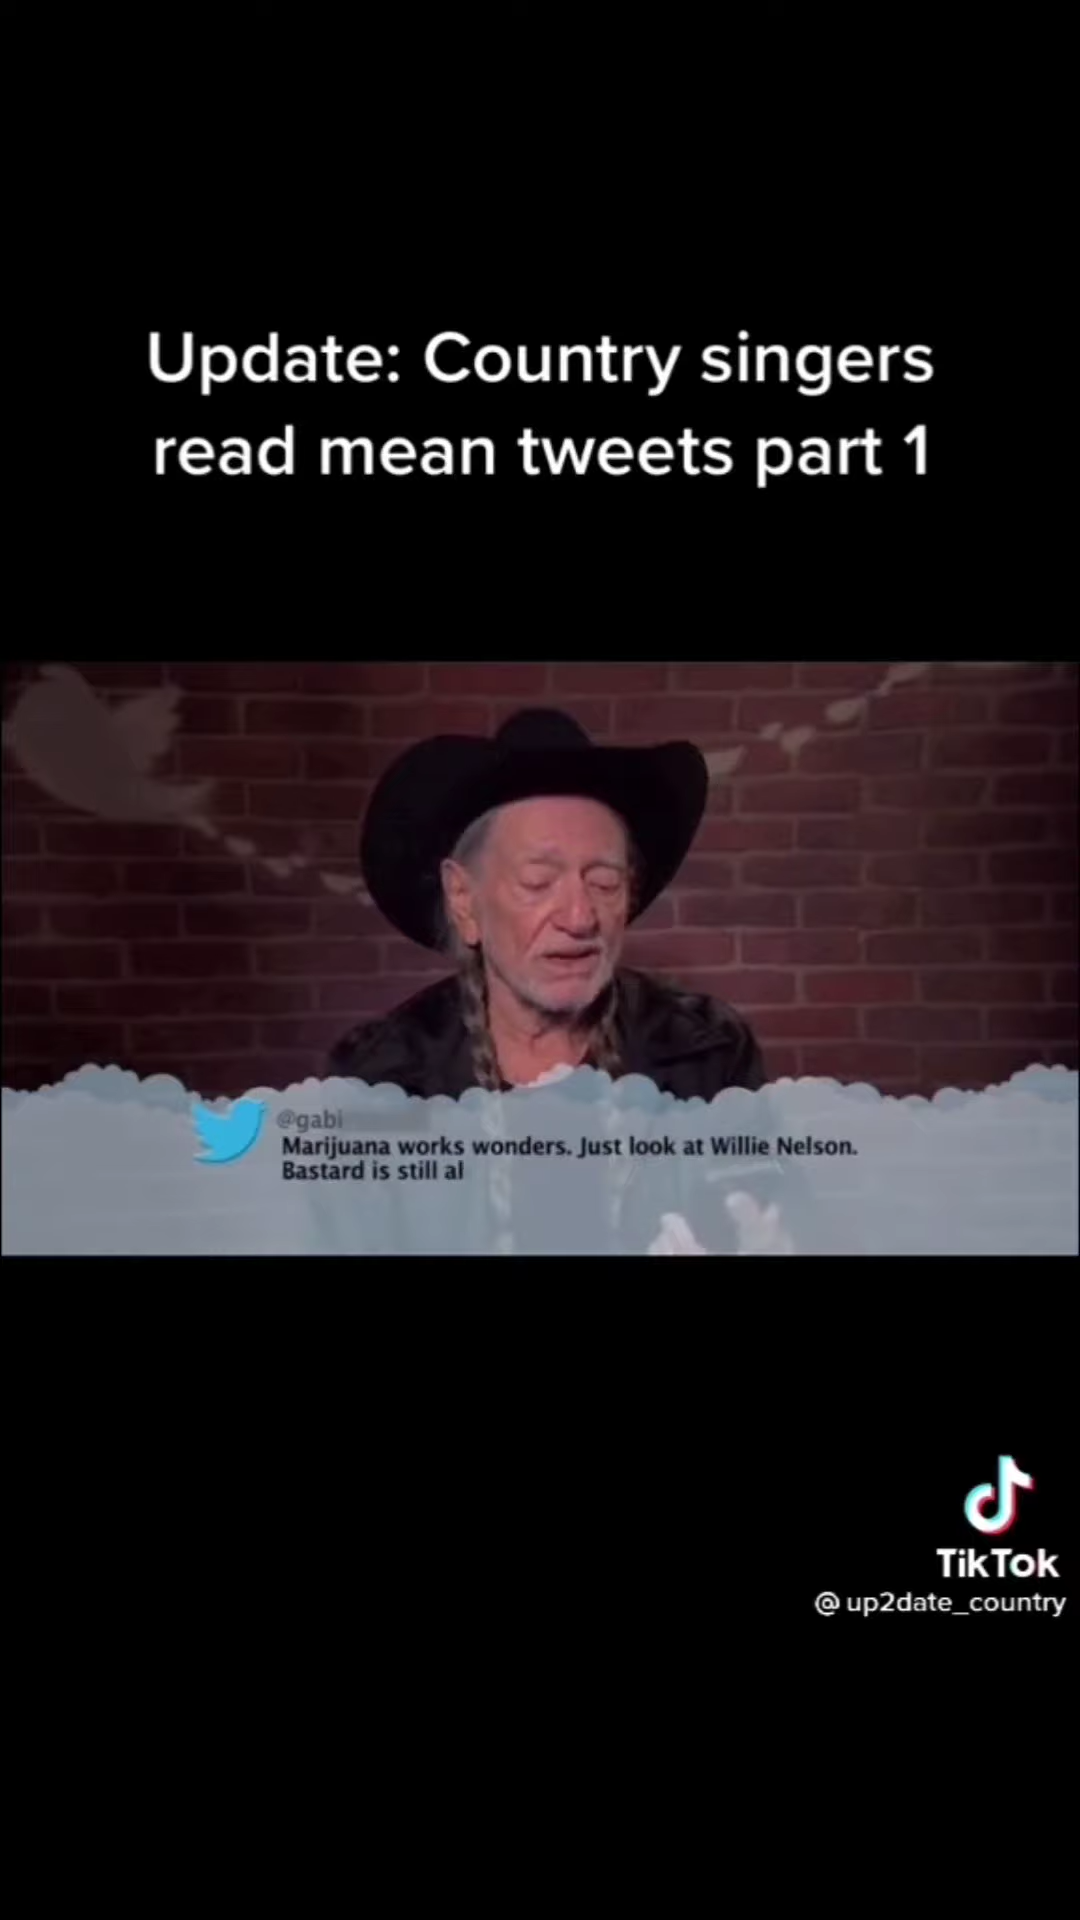 Update: Country singers
read mean tweets part 1
@gabi
Marijuana works wonders. Just look at Willie Nelson.
Bastard is still al
TikTok
@up2date_country